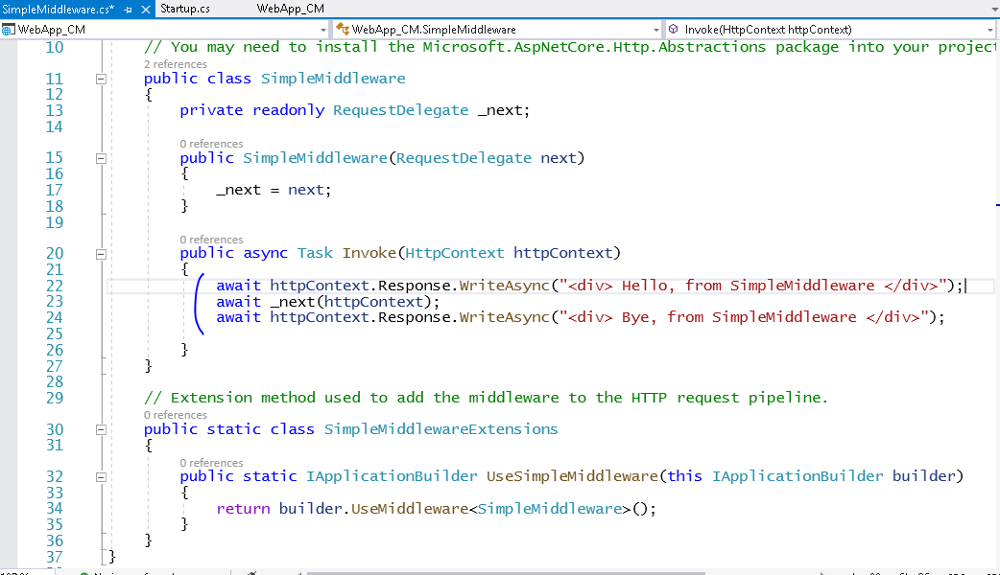 SimpleMiddleware.cs* Startup.cs WebApp_CM
WebApp_CM WebApp_CM.SimpleMiddleware Invoke(HttpContext httpContext)
10 // You may need to install the Microsoft.AspNetCore.Http.Abstractions package into your project
2 references
11 public class SimpleMiddleware
12 {
13 private readonly RequestDelegate _next;
14
0 references
15 public SimpleMiddleware(RequestDelegate next)
16 {
17 _next = next;
18 }
19
0 references
20 public async Task Invoke(HttpContext httpContext)
21 {
22 await httpContext.Response.WriteAsync("<div> Hello, from SimpleMiddleware </div>");
23 await _next(httpContext);
24 await httpContext.Response.WriteAsync("<div> Bye, from SimpleMiddleware </div>");
25
26 }
27 }
28
29 // Extension method used to add the middleware to the HTTP request pipeline.
0 references
30 public static class SimpleMiddlewareExtensions
31 {
0 references
32 public static IApplicationBuilder UseSimpleMiddleware(this IApplicationBuilder builder)
33 {
34 return builder.UseMiddleware<SimpleMiddleware>();
35 }
36 }
37 }